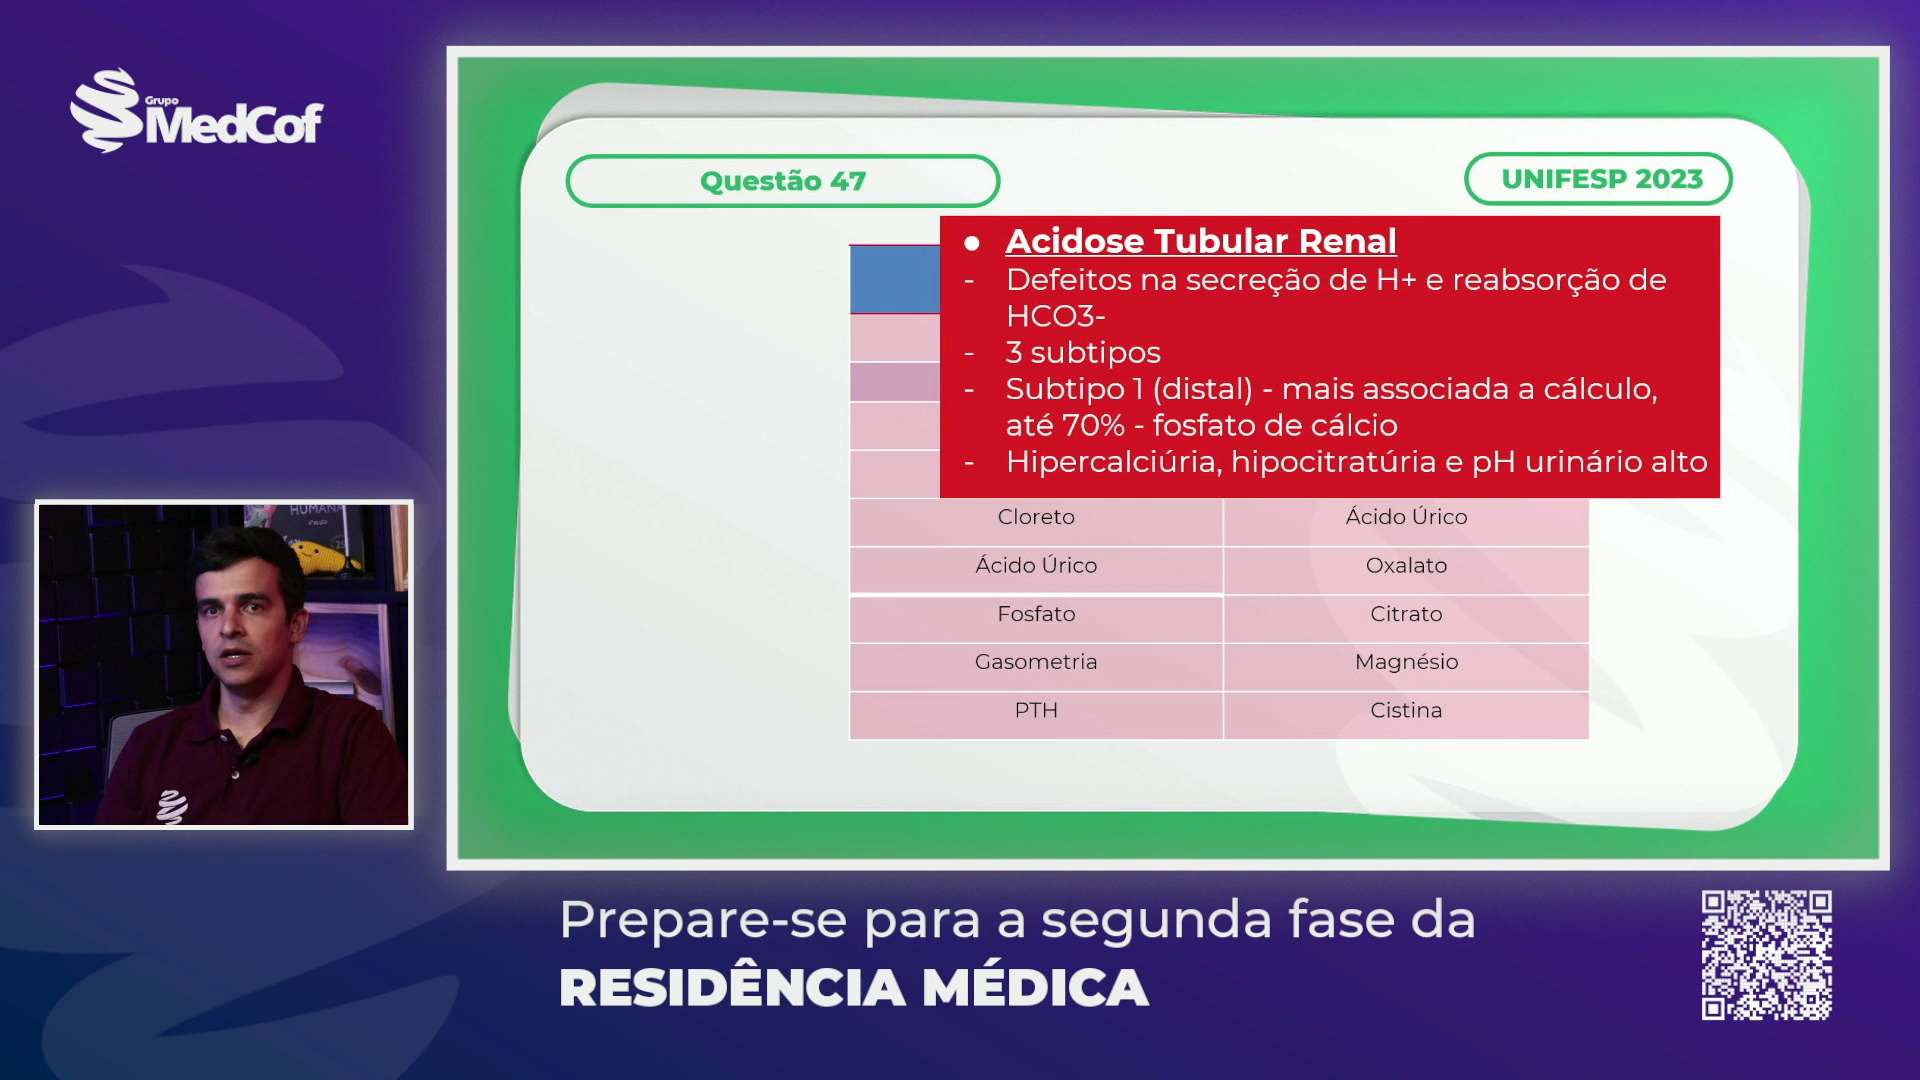 Grupo
MedCof
Questão 47
UNIFESP 2023
● Acidose Tubular Renal
- Defeitos na secreção de H+ e reabsorção de
HCO3-
- 3 subtipos
- Subtipo 1 (distal) - mais associada a cálculo,
até 70% - fosfato de cálcio
- Hipercalciúria, hipocitratúria e pH urinário alto
Cloreto Ácido Úrico
Ácido Úrico Oxalato
Fosfato Citrato
Gasometria Magnésio
PTH Cistina
HUMANA
Prepare-se para a segunda fase da
RESIDÊNCIA MÉDICA